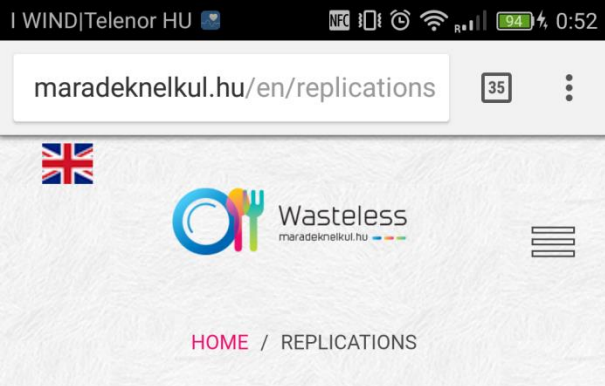 I WIND|Telenor HU NFC R 94 0:52
maradeknelkul.hu/en/replications 35
Wasteless
maradeknelkul.hu
HOME / REPLICATIONS